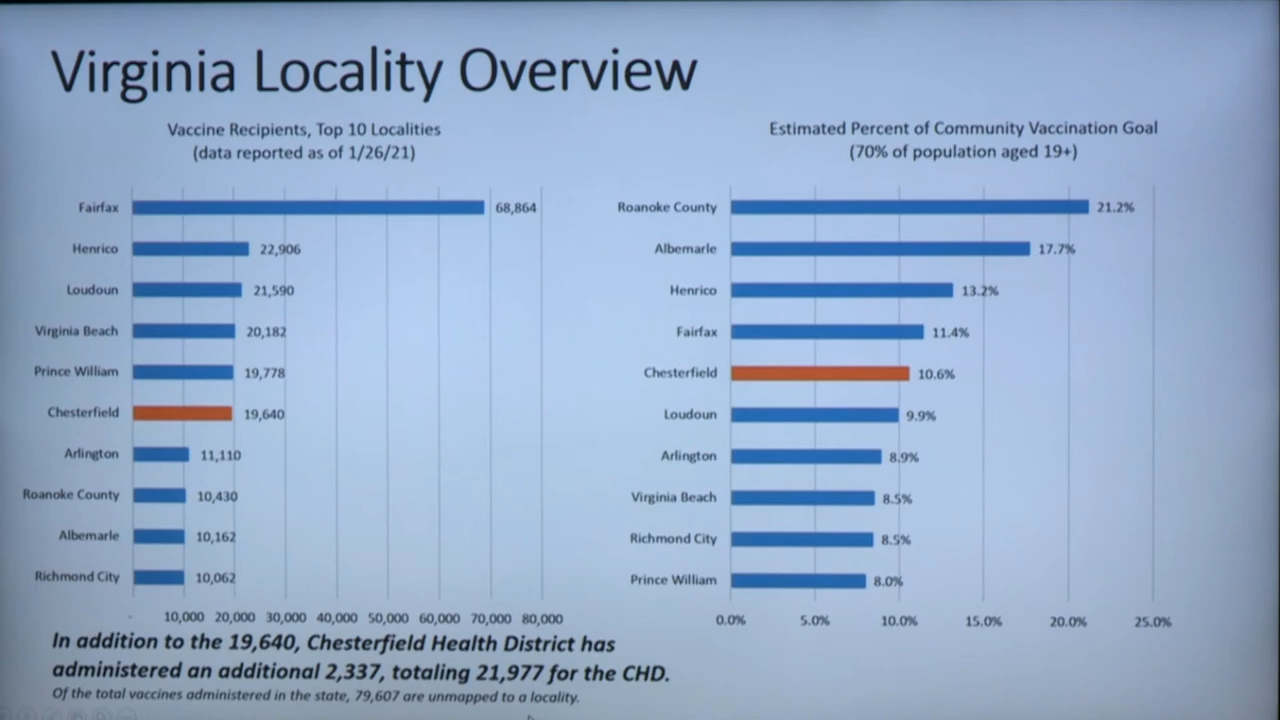 Virginia Locality Overview
Vaccine Recipients, Top 10 Localities
(data reported as of 1/26/21)
Fairfax 68,864
Henrico 22,906
Loudoun 21,590
Virginia Beach 20,182
Prince William 19,778
Chesterfield 19,640
Arlington 11,110
Roanoke County 10,430
Albemarle 10,162
Richmond City 10,062
- 10,000 20,000 30,000 40,000 50,000 60,000 70,000 80,000
Estimated Percent of Community Vaccination Goal
(70% of population aged 19+)
Roanoke County 21.2%
Albemarle 17.7%
Henrico 13.2%
Fairfax 11.4%
Chesterfield 10.6%
Loudoun 9.9%
Arlington 8.9%
Virginia Beach 8.5%
Richmond City 8.5%
Prince William 8.0%
0.0% 5.0% 10.0% 15.0% 20.0% 25.0%
In addition to the 19,640, Chesterfield Health District has
administered an additional 2,337, totaling 21,977 for the CHD.
Of the total vaccines administered in the state, 79,607 are unmapped to a locality.